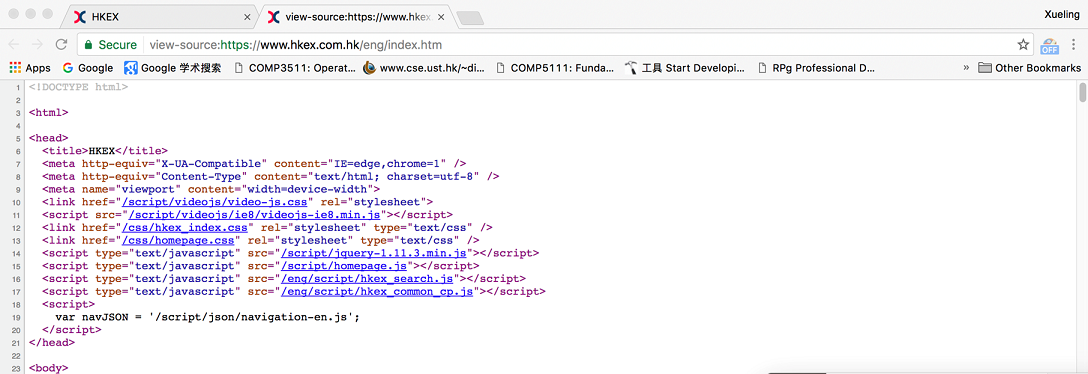 Xueling
HKEX
view-source:https://www.hkex
Secure view-source:https://www.hkex.com.hk/eng/index.htm
OFF
Apps Google Google 学术搜索 COMP3511: Operat... www.cse.ust.hk/~di... COMP5111: Funda... 工具 Start Developi... RPg Professional D... » Other Bookmarks
1 <!DOCTYPE html>
2
3 <html>
4
5 <head>
6 <title>HKEX</title>
7 <meta http-equiv="X-UA-Compatible" content="IE=edge,chrome=1" />
8 <meta http-equiv="Content-Type" content="text/html; charset=utf-8" />
9 <meta name="viewport" content="width=device-width">
10 <link href="/script/videojs/video-js.css" rel="stylesheet">
11 <script src="/script/videojs/ie8/videojs-ie8.min.js"></script>
12 <link href="/css/hkex_index.css" rel="stylesheet" type="text/css" />
13 <link href="/css/homepage.css" rel="stylesheet" type="text/css" />
14 <script type="text/javascript" src="/script/jquery-1.11.3.min.js"></script>
15 <script type="text/javascript" src="/script/homepage.js"></script>
16 <script type="text/javascript" src="/eng/script/hkex_search.js"></script>
17 <script type="text/javascript" src="/eng/script/hkex_common_cp.js"></script>
18 <script>
19 var navJSON = '/script/json/navigation-en.js';
20 </script>
21 </head>
22
23 <body>